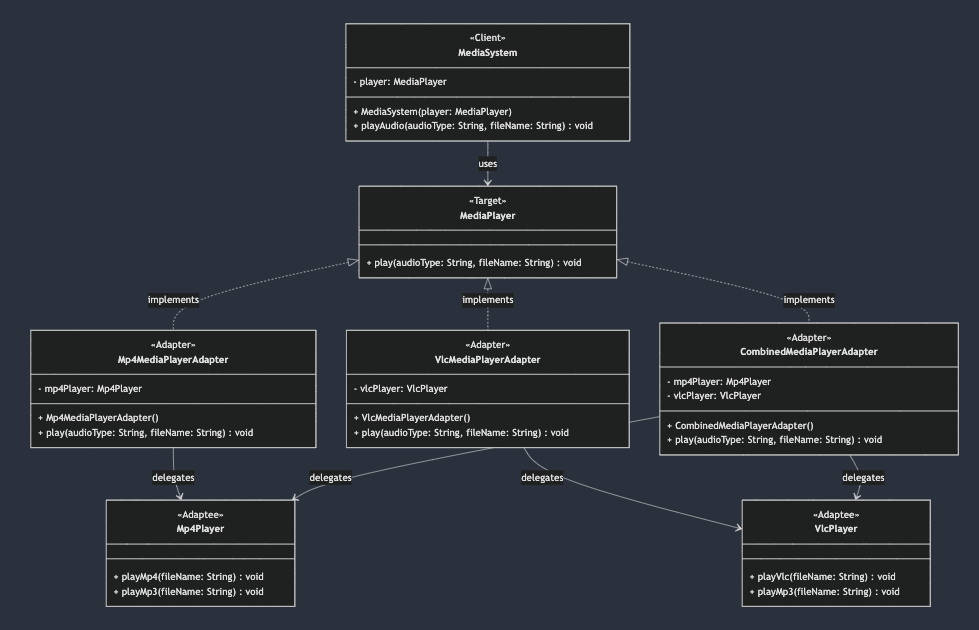 «Client»
MediaSystem
- player: MediaPlayer
+ MediaSystem(player: MediaPlayer)
+ playAudio(audioType: String, fileName: String) : void
uses
«Target»
MediaPlayer
+ play(audioType: String, fileName: String) : void
implements
implements
implements
«Adapter»
Mp4MediaPlayerAdapter
- mp4Player: Mp4Player
+ Mp4MediaPlayerAdapter()
+ play(audioType: String, fileName: String) : void
«Adapter»
VlcMediaPlayerAdapter
- vlcPlayer: VlcPlayer
+ VlcMediaPlayerAdapter()
+ play(audioType: String, fileName: String) : void
«Adapter»
CombinedMediaPlayerAdapter
- mp4Player: Mp4Player
- vlcPlayer: VlcPlayer
+ CombinedMediaPlayerAdapter()
+ play(audioType: String, fileName: String) : void
delegates
delegates
delegates
delegates
«Adaptee»
Mp4Player
+ playMp4(fileName: String) : void
+ playMp3(fileName: String) : void
«Adaptee»
VlcPlayer
+ playVlc(fileName: String) : void
+ playMp3(fileName: String) : void